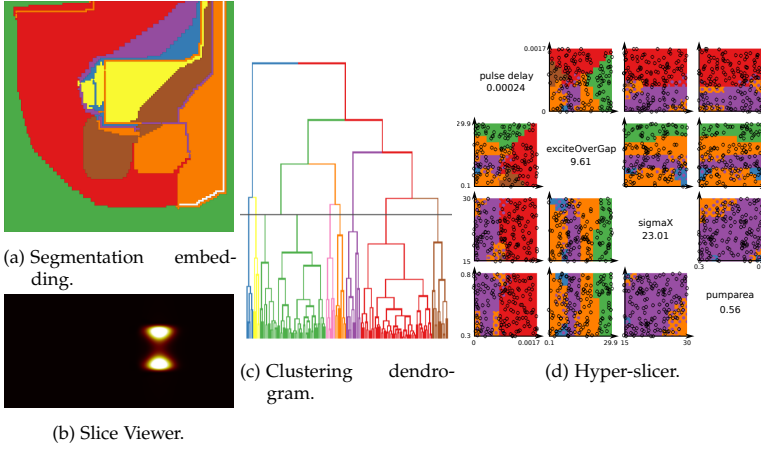 0.0017
pulse delay
0.00024
0
29.9
exciteOverGap
9.61
0.1
30
sigmaX
23.01
15
0.3 0
0.8
pumparea
0.56
0.3
0 0.0017 0.1 29.9 15 30
(a) Segmentation embed-
ding.
(b) Slice Viewer.
(c) Clustering dendro-
gram.
(d) Hyper-slicer.